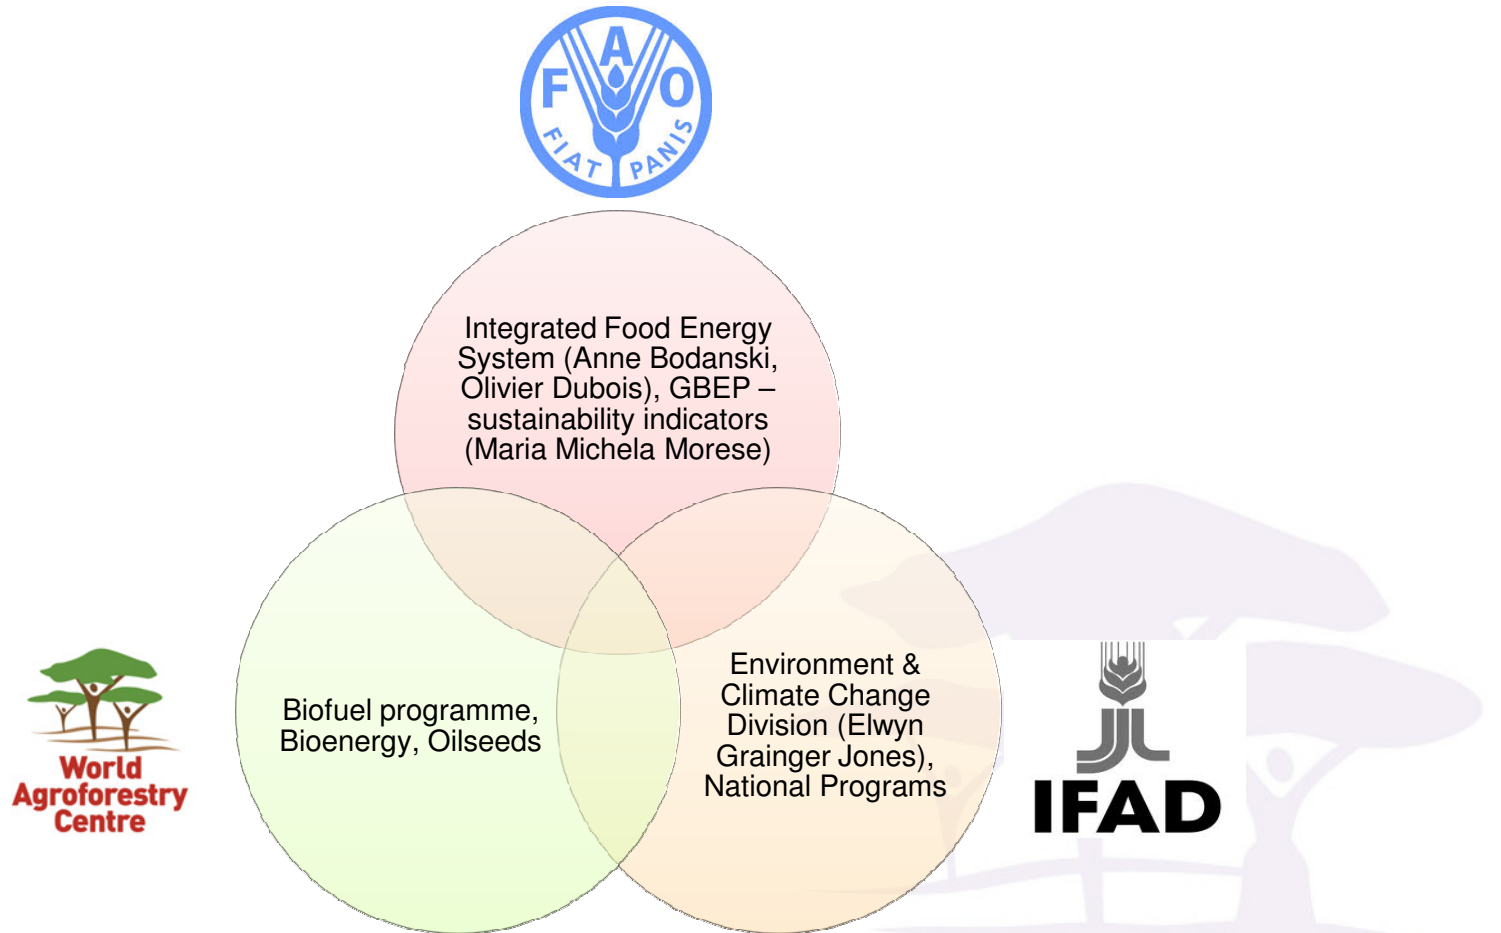 F A O
FIAT PANIS
Integrated Food Energy
System (Anne Bodanski,
Olivier Dubois), GBEP –
sustainability indicators
(Maria Michela Morese)
Biofuel programme,
Bioenergy, Oilseeds
Environment &
Climate Change
Division (Elwyn
Grainger Jones),
National Programs
World
Agroforestry
Centre
IFAD